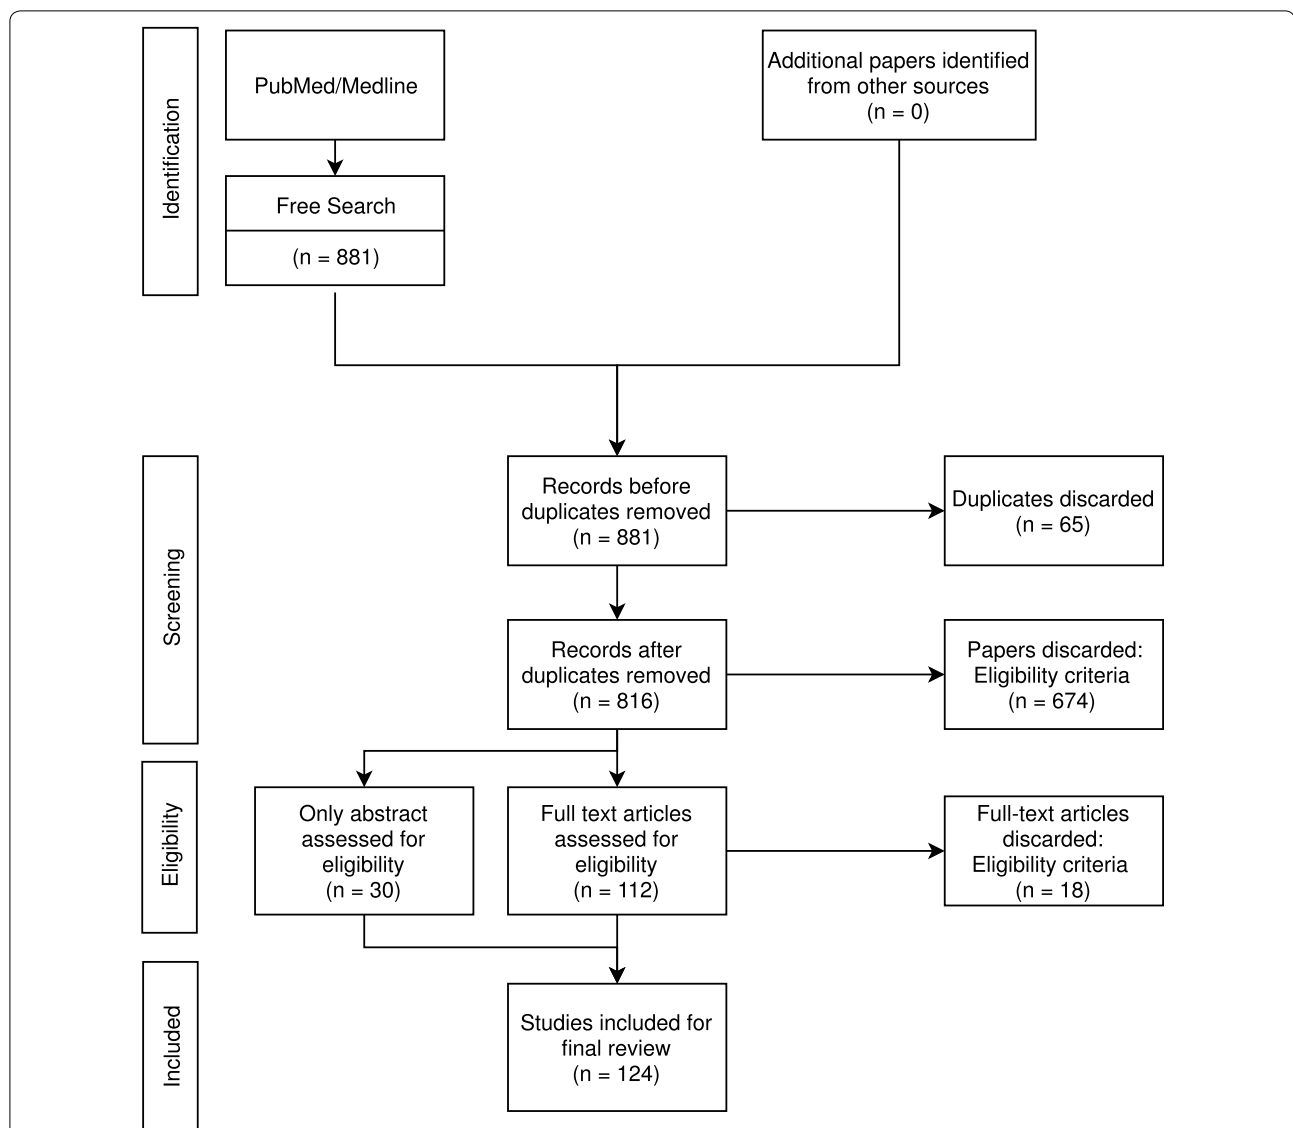 Identification
PubMed/Medline
Additional papers identified
from other sources
(n = 0)
Free Search
(n = 881)
Screening
Records before
duplicates removed
(n = 881)
Duplicates discarded
(n = 65)
Records after
duplicates removed
(n = 816)
Papers discarded:
Eligibility criteria
(n = 674)
Eligibility
Only abstract
assessed for
eligibility
(n = 30)
Full text articles
assessed for
eligibility
(n = 112)
Full-text articles
discarded:
Eligibility criteria
(n = 18)
Included
Studies included for
final review
(n = 124)